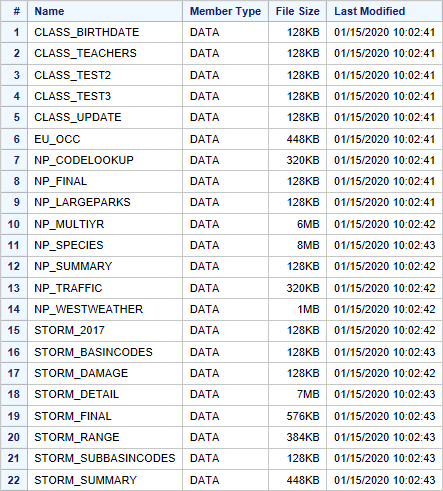 # Name Member Type File Size Last Modified
1 CLASS_BIRTHDATE DATA 128KB 01/15/2020 10:02:41
2 CLASS_TEACHERS DATA 128KB 01/15/2020 10:02:41
3 CLASS_TEST2 DATA 128KB 01/15/2020 10:02:41
4 CLASS_TEST3 DATA 128KB 01/15/2020 10:02:41
5 CLASS_UPDATE DATA 128KB 01/15/2020 10:02:41
6 EU_OCC DATA 448KB 01/15/2020 10:02:41
7 NP_CODELOOKUP DATA 320KB 01/15/2020 10:02:41
8 NP_FINAL DATA 128KB 01/15/2020 10:02:41
9 NP_LARGEPARKS DATA 128KB 01/15/2020 10:02:41
10 NP_MULTIYR DATA 6MB 01/15/2020 10:02:42
11 NP_SPECIES DATA 8MB 01/15/2020 10:02:43
12 NP_SUMMARY DATA 128KB 01/15/2020 10:02:42
13 NP_TRAFFIC DATA 320KB 01/15/2020 10:02:42
14 NP_WESTWEATHER DATA 1MB 01/15/2020 10:02:42
15 STORM_2017 DATA 128KB 01/15/2020 10:02:42
16 STORM_BASINCODES DATA 128KB 01/15/2020 10:02:43
17 STORM_DAMAGE DATA 128KB 01/15/2020 10:02:42
18 STORM_DETAIL DATA 7MB 01/15/2020 10:02:43
19 STORM_FINAL DATA 576KB 01/15/2020 10:02:43
20 STORM_RANGE DATA 384KB 01/15/2020 10:02:43
21 STORM_SUBBASINCODES DATA 128KB 01/15/2020 10:02:43
22 STORM_SUMMARY DATA 448KB 01/15/2020 10:02:43